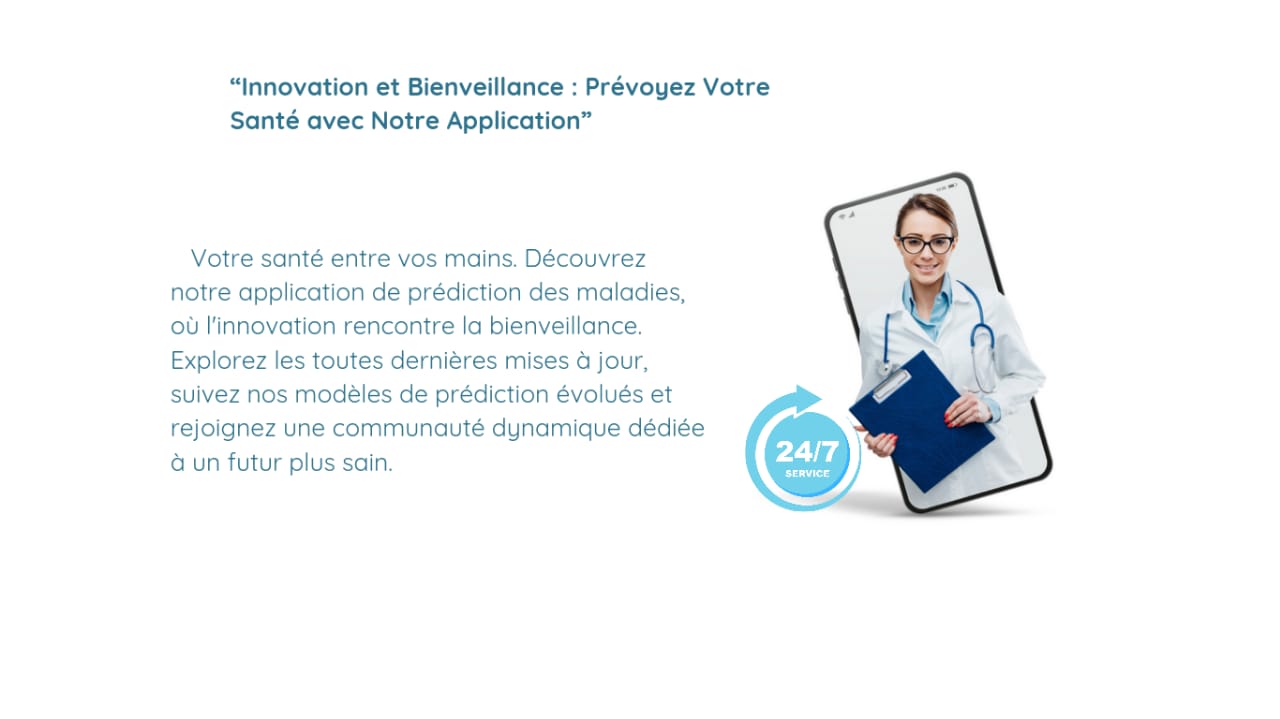 “Innovation et Bienveillance : Prévoyez Votre
Santé avec Notre Application”
Votre santé entre vos mains. Découvrez
notre application de prédiction des maladies,
où l'innovation rencontre la bienveillance.
Explorez les toutes dernières mises à jour,
suivez nos modèles de prédiction évolués et
rejoignez une communauté dynamique dédiée
à un futur plus sain.
24/7
SERVICE